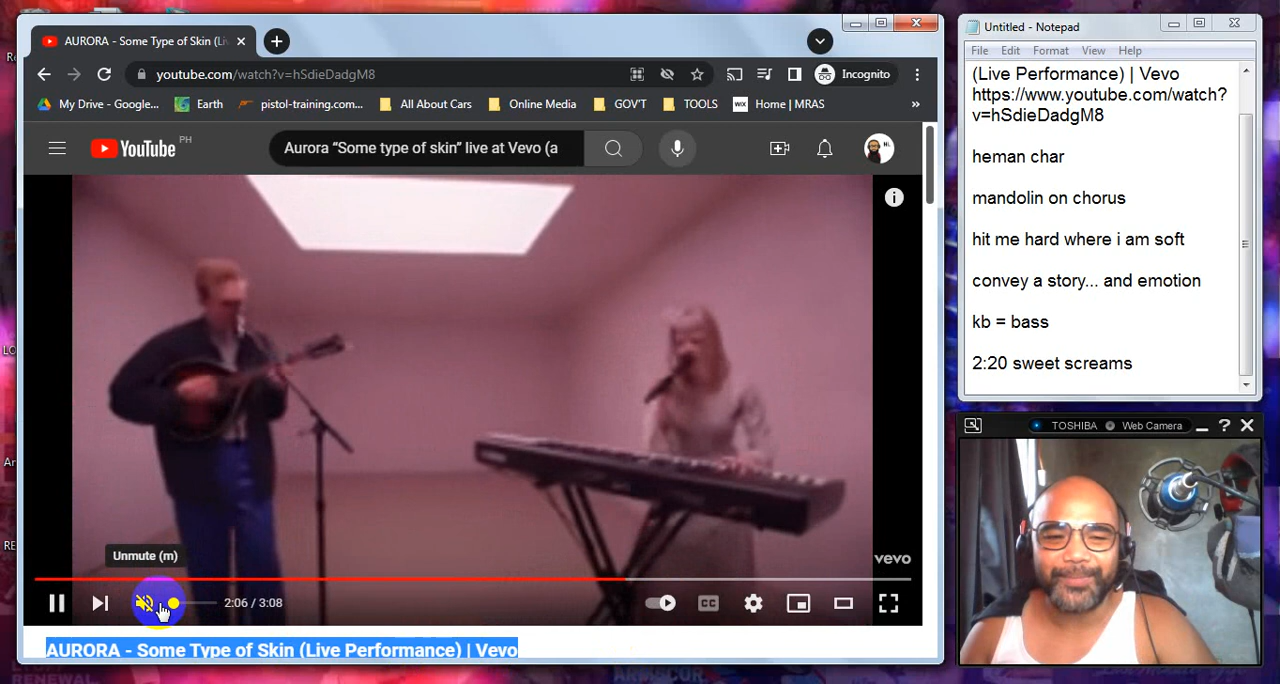 AURORA - Some Type of Skin (Li
youtube.com/watch?v=hSdieDadgM8
Incognito
My Drive - Google...
Earth
pistol-training.com...
All About Cars
Online Media
GOV'T
TOOLS
Home | MRAS
»
YouTube PH
Aurora “Some type of skin” live at Vevo (a
vevo
Unmute (m)
2:06 / 3:08
CC
AURORA - Some Type of Skin (Live Performance) | Vevo
Untitled - Notepad
File Edit Format View Help
(Live Performance) | Vevo
https://www.youtube.com/watch?
v=hSdieDadgM8
heman char
mandolin on chorus
hit me hard where i am soft
convey a story... and emotion
kb = bass
2:20 sweet screams
TOSHIBA Web Camera
RENEWAL
ARMSCOR